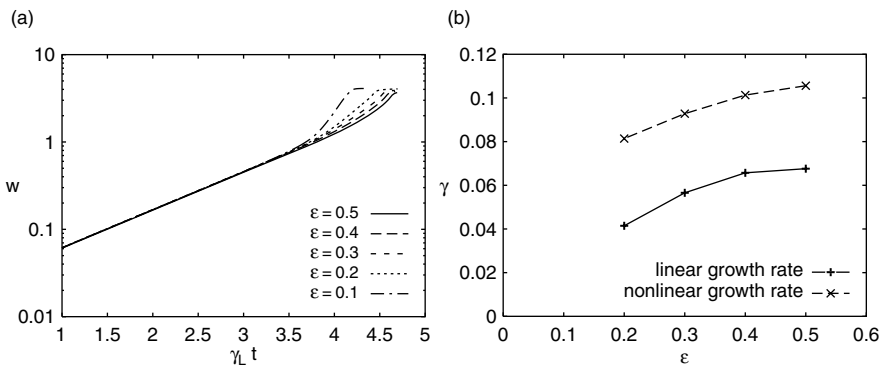 (a)
10
1
0.1
0.01
w
ε = 0.5
ε = 0.4
ε = 0.3
ε = 0.2
ε = 0.1
1 1.5 2 2.5 3 3.5 4 4.5 5
γL t
(b)
0.12
0.1
0.08
0.06
0.04
0.02
0
γ
linear growth rate
nonlinear growth rate
0 0.1 0.2 0.3 0.4 0.5 0.6
ε